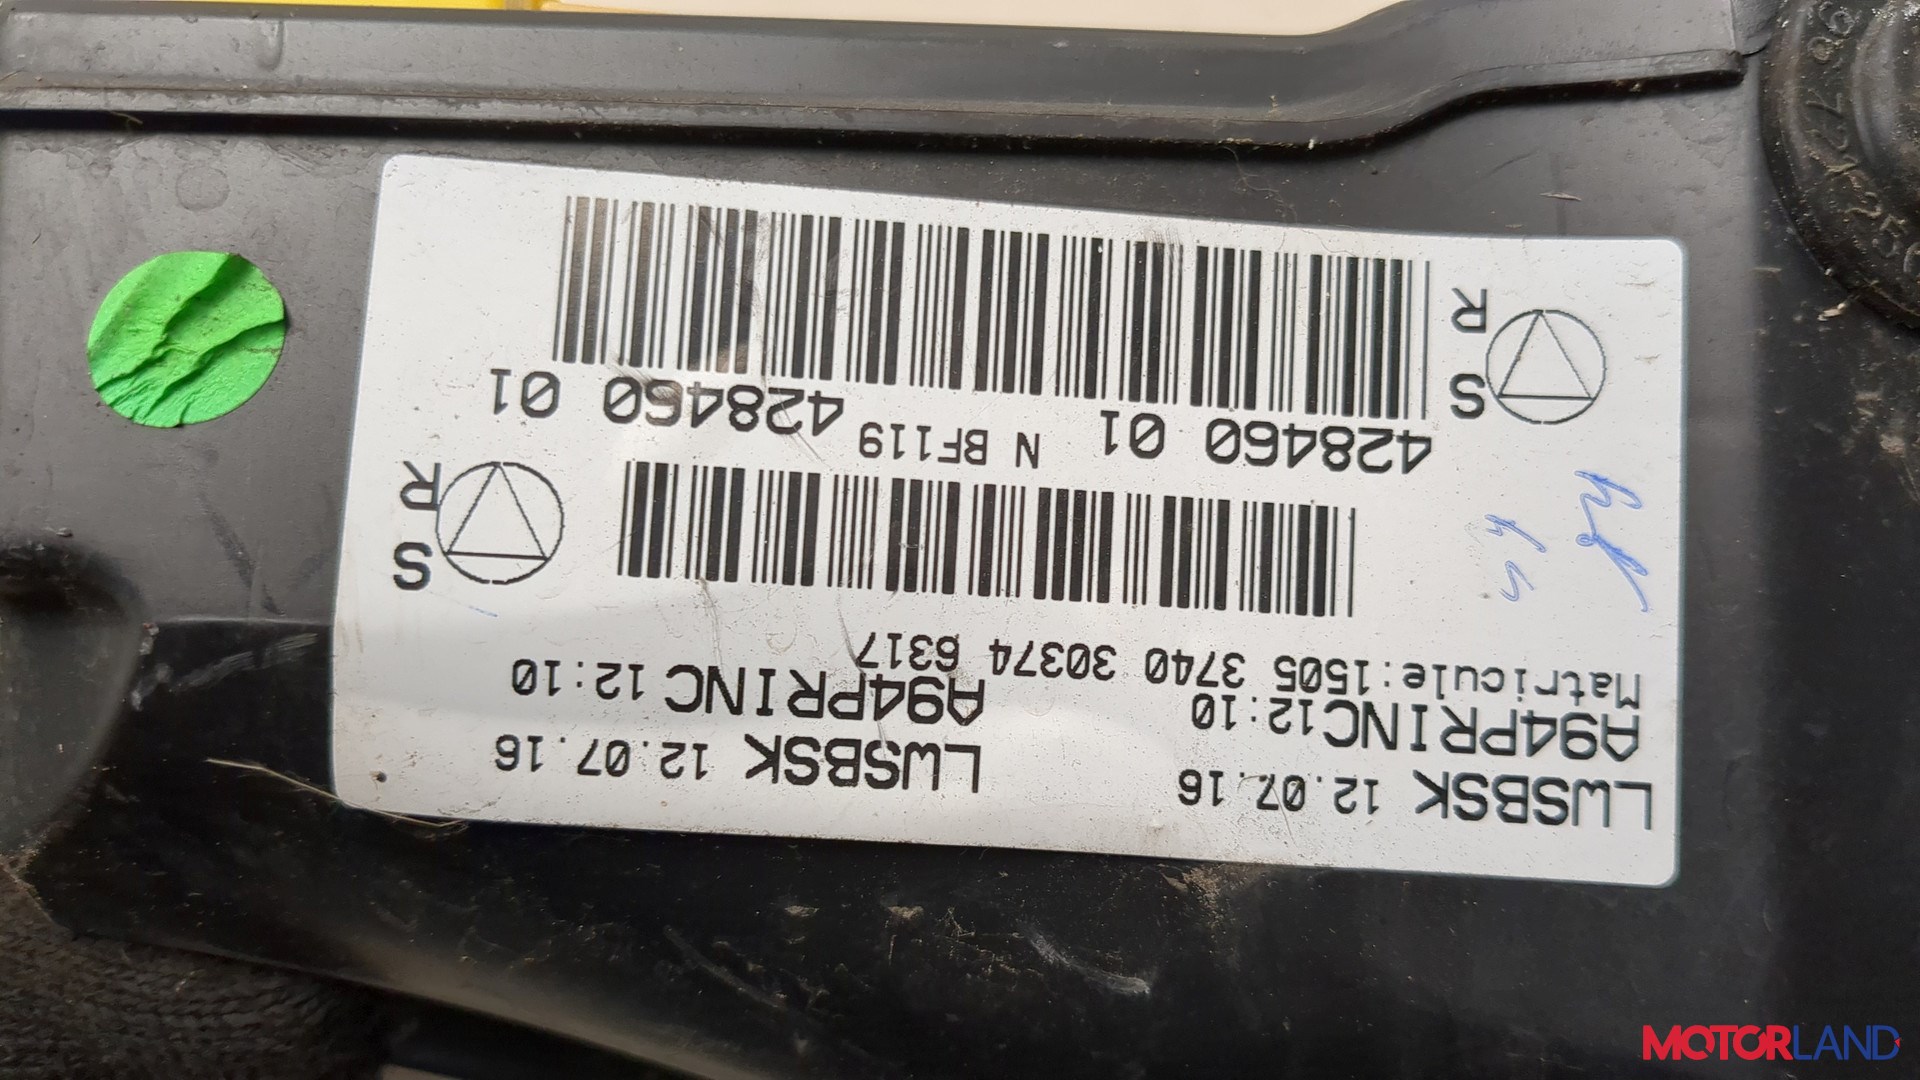 LWSBSK 12.07.16
LWSBSK 12.07.16
A94PRINC12:10
A94PRINC 12:10
Matricule:1505 3740 30374 6317
S
R
428460 01
N BF119
428460 01
S
R
MOTORLAND